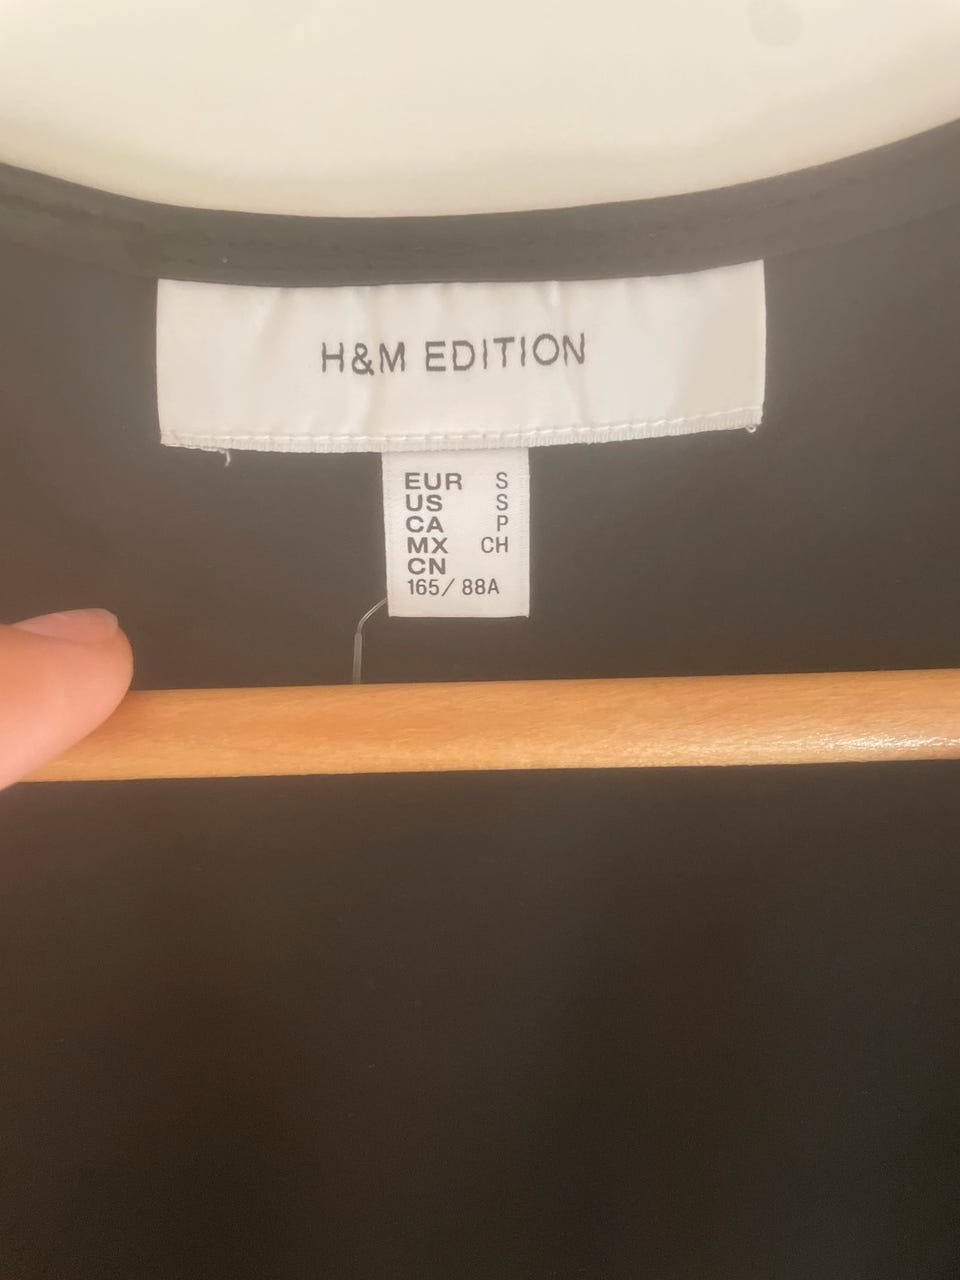 H&M EDITION
EUR S
US S
CA P
MX CH
CN
165/ 88A